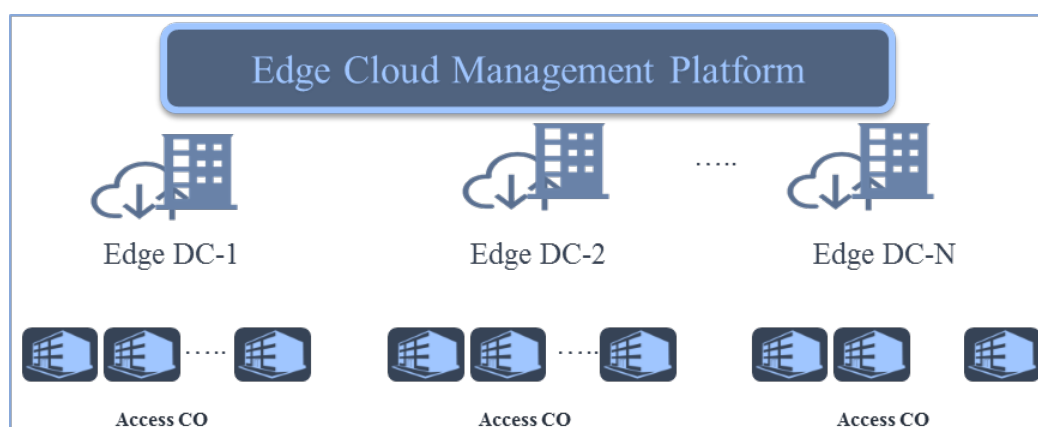 Edge Cloud Management Platform
.....
Edge DC-1 Edge DC-2 Edge DC-N
..... .....
Access CO Access CO Access CO